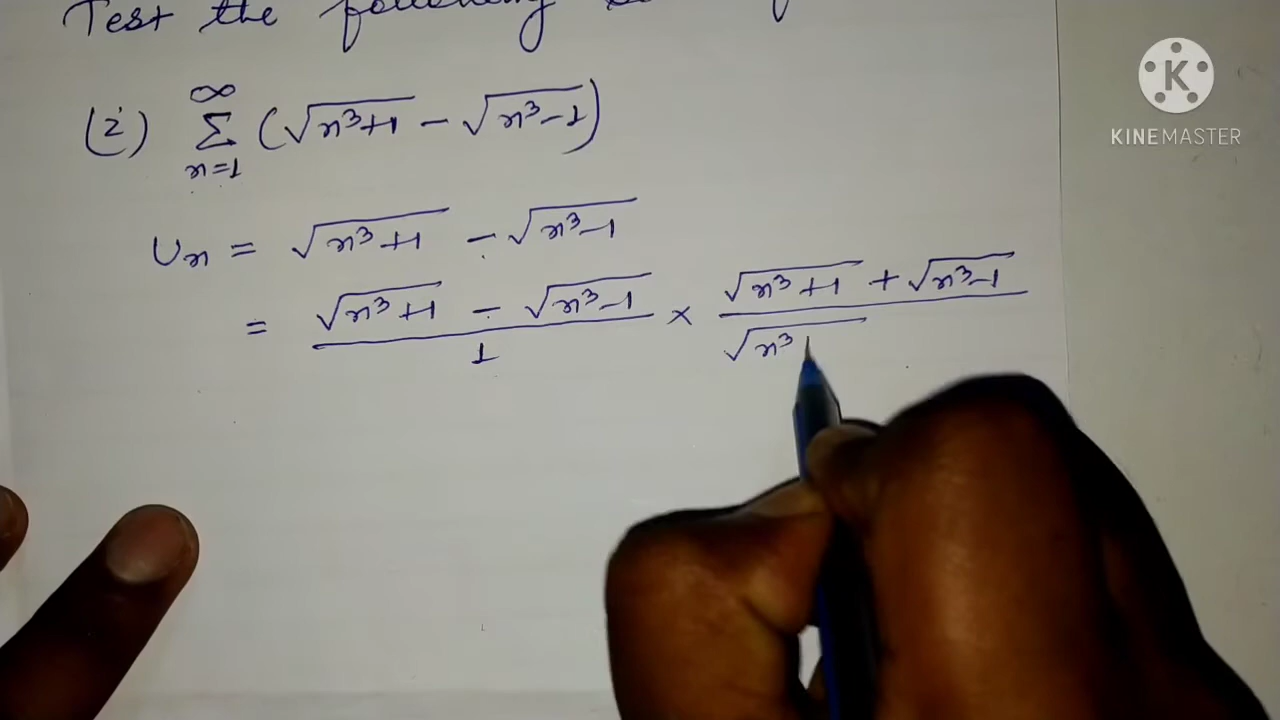 Test the following
(i) ∞ Σ n=1 (√(n³+1) − √(n³−1))
K
KINEMASTER
Un = √(n³+1) − √(n³−1)
= (√(n³+1) − √(n³−1))/1 × (√(n³+1) + √(n³−1))/√(n³